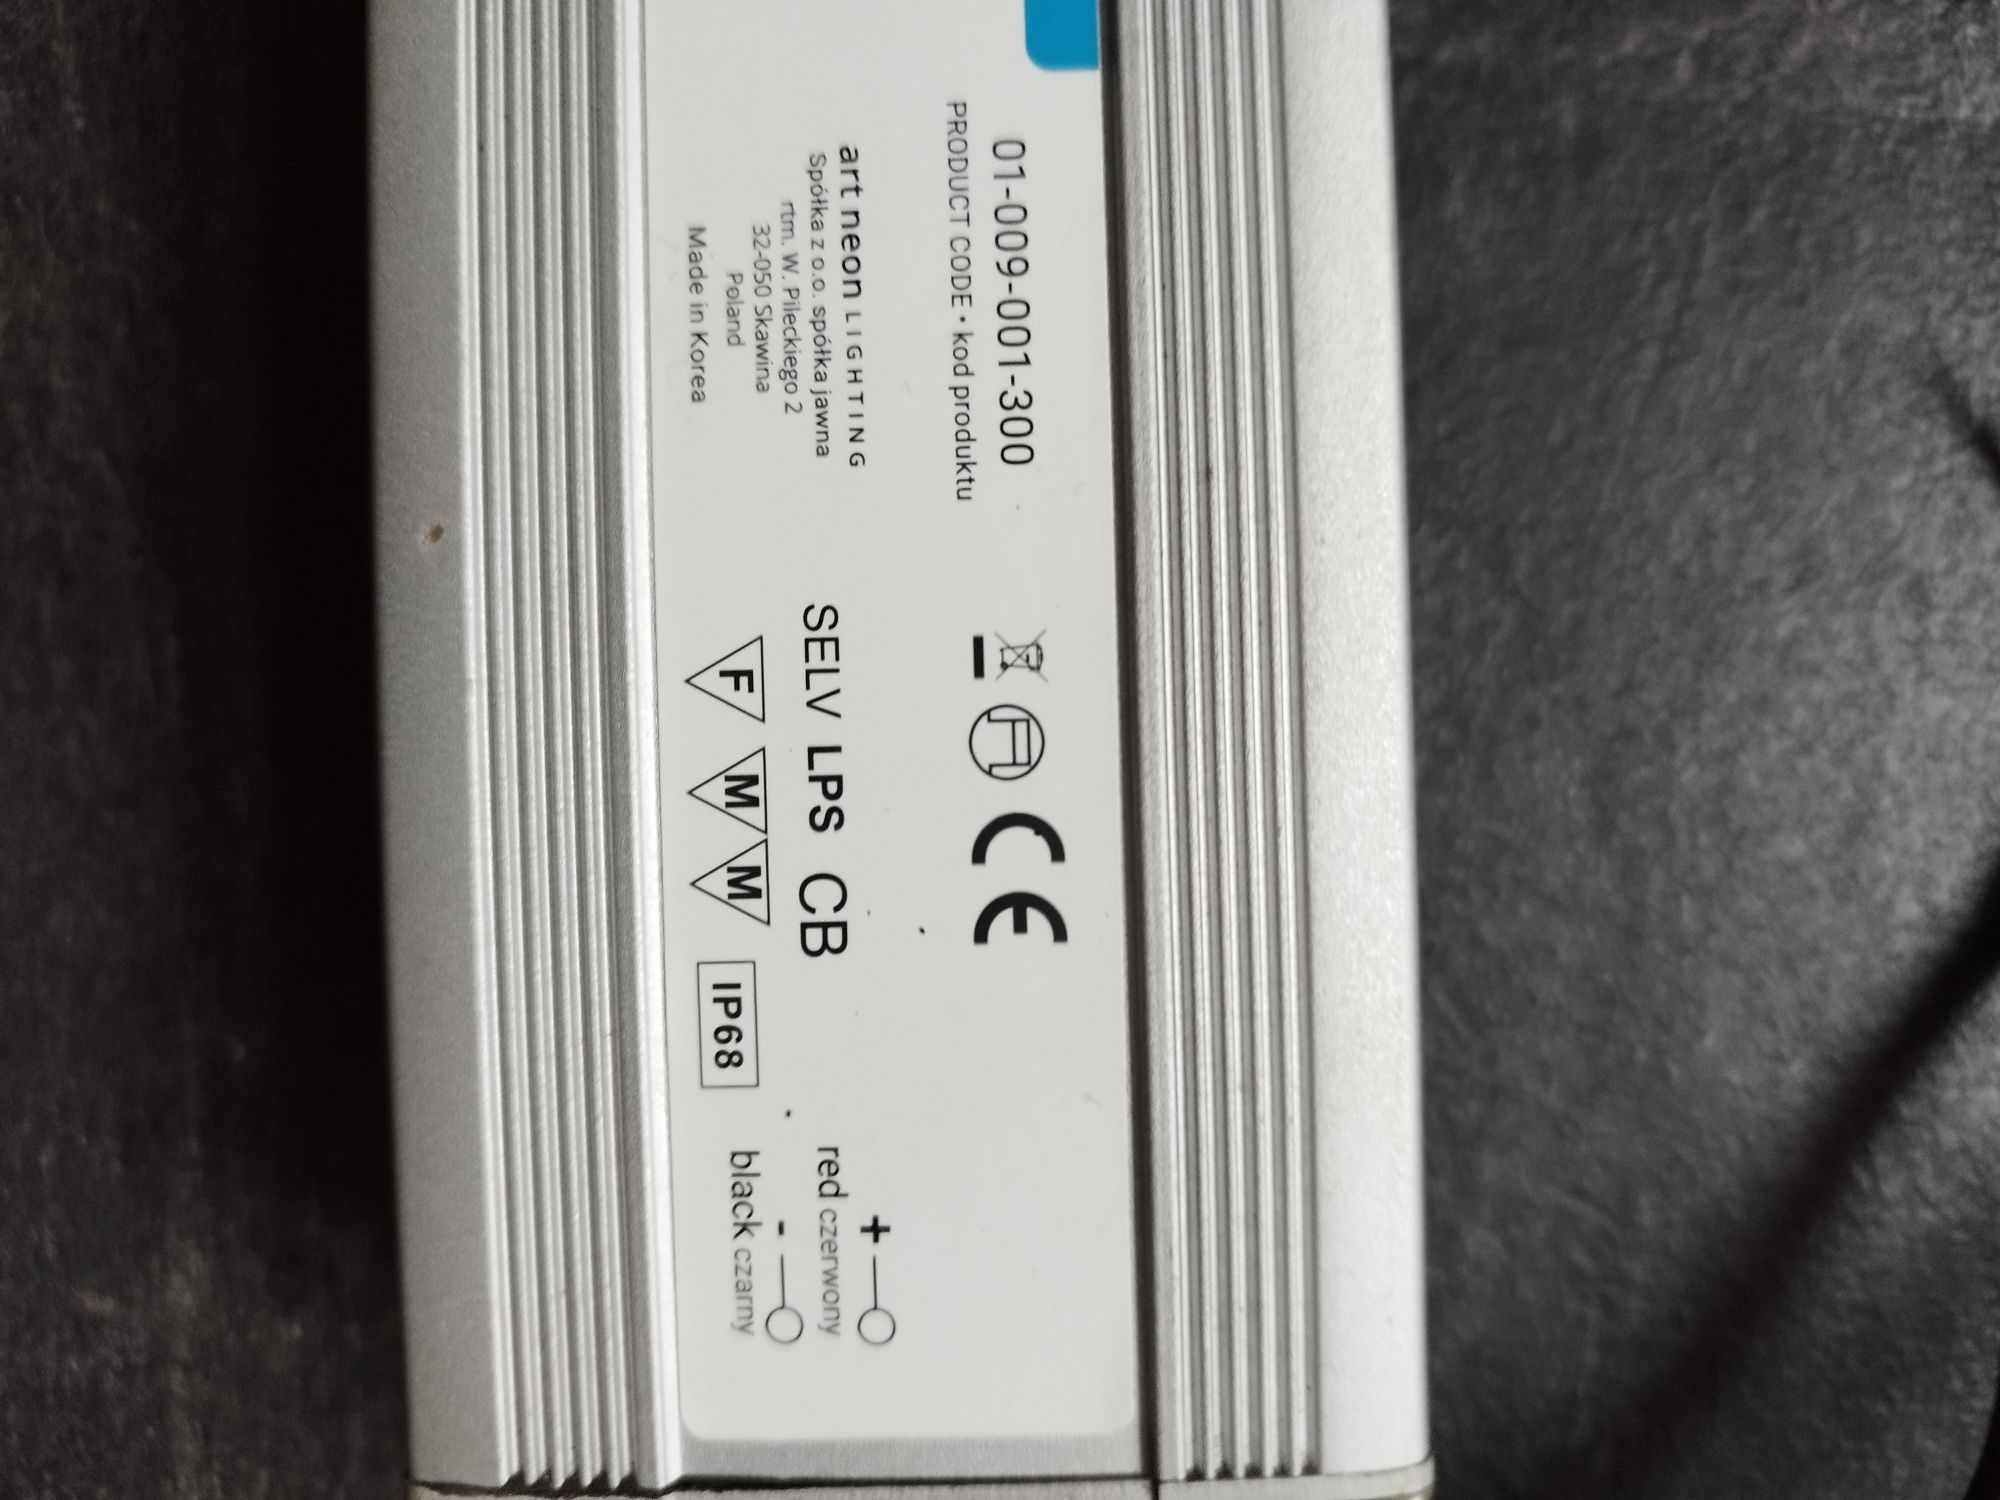 01-009-001-300
PRODUCT CODE • kod produktu
art neon LIGHTING
Spółka z o.o. spółka jawna
rtm. W. Pileckiego 2
32-050 Skawina
Poland
Made in Korea
CE
SELV LPS CB
F M M IP68
+
red czerwony
-
black czarny